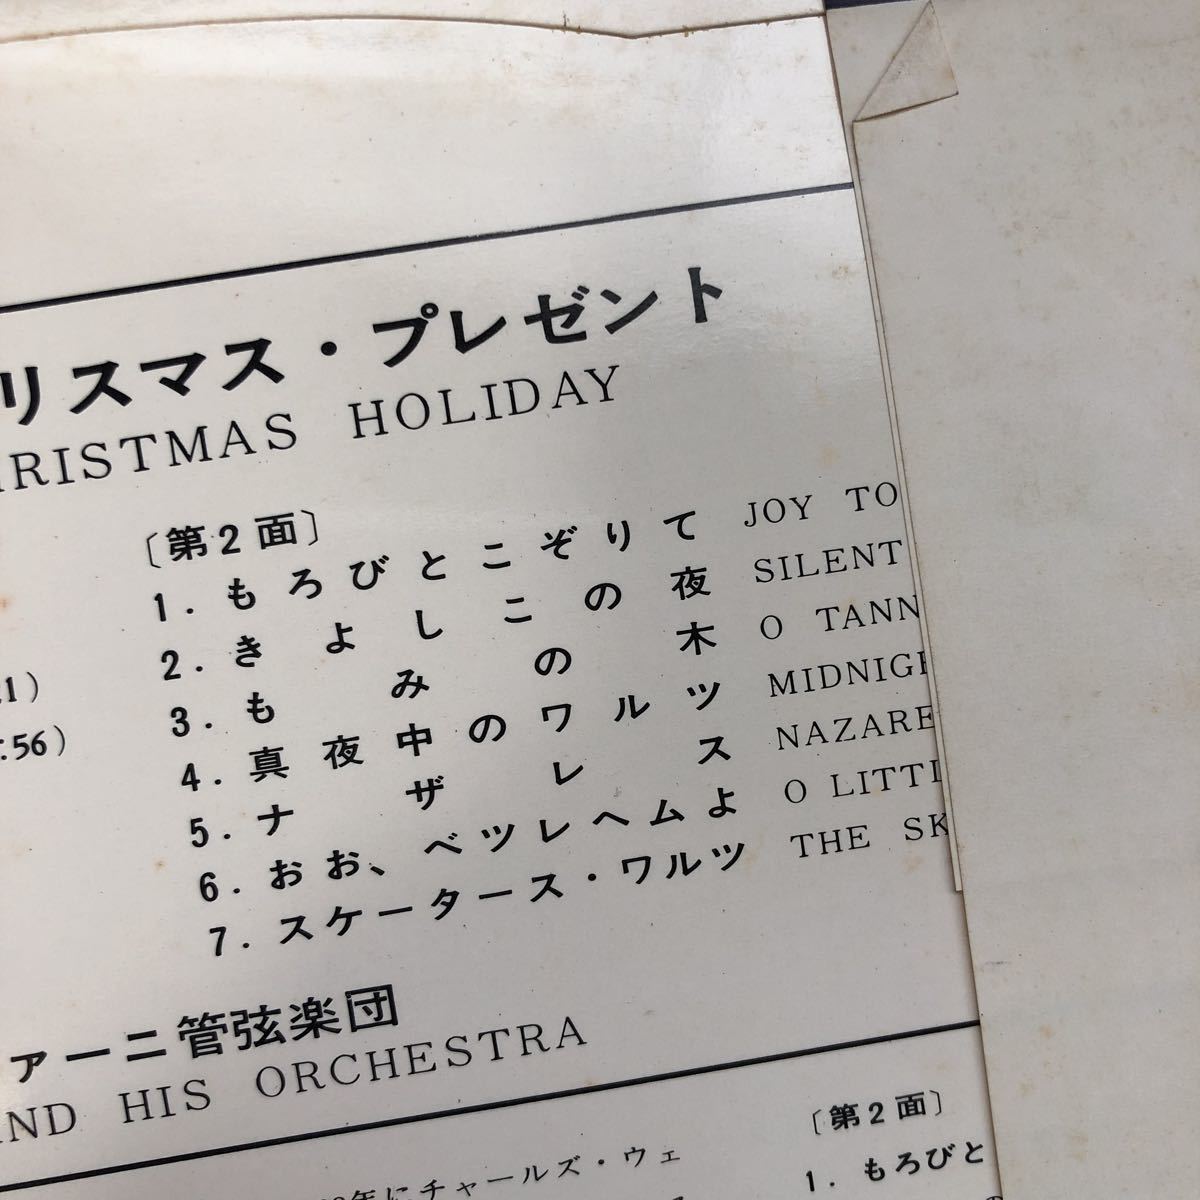 リスマス・プレゼント
HRISTMAS HOLIDAY
〔第2面〕
1. もろびとこぞりて JOY TO
2. きよしこの夜 SILENT
3. もみの木 O TANN
4. 真夜中のワルツ MIDNIGH
5. ナザレス NAZARE
6. おお、ベツレヘムよ O LITTL
7. スケータース・ワルツ THE SK
1)
:56)
ァーニ管弦楽団
AND HIS ORCHESTRA
年にチャールズ・ウェ
〔第2面〕
1. もろびと